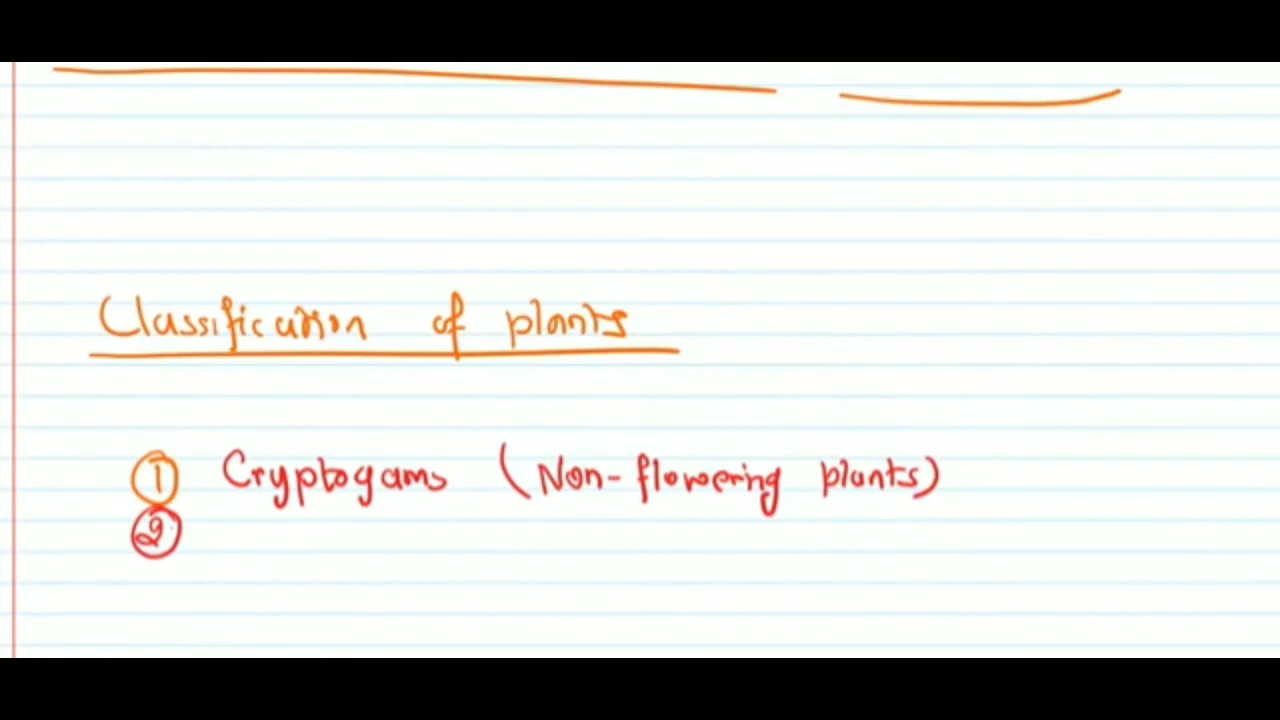 Classification of plants
① Cryptogams (Non-flowering plants)
②